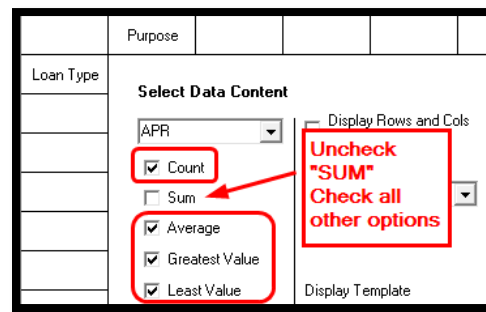 Purpose
Loan Type
Select Data Content
APR
Display Rows and Cols
Count
Sum
Average
Greatest Value
Least Value
Uncheck
"SUM"
Check all
other options
Display Template